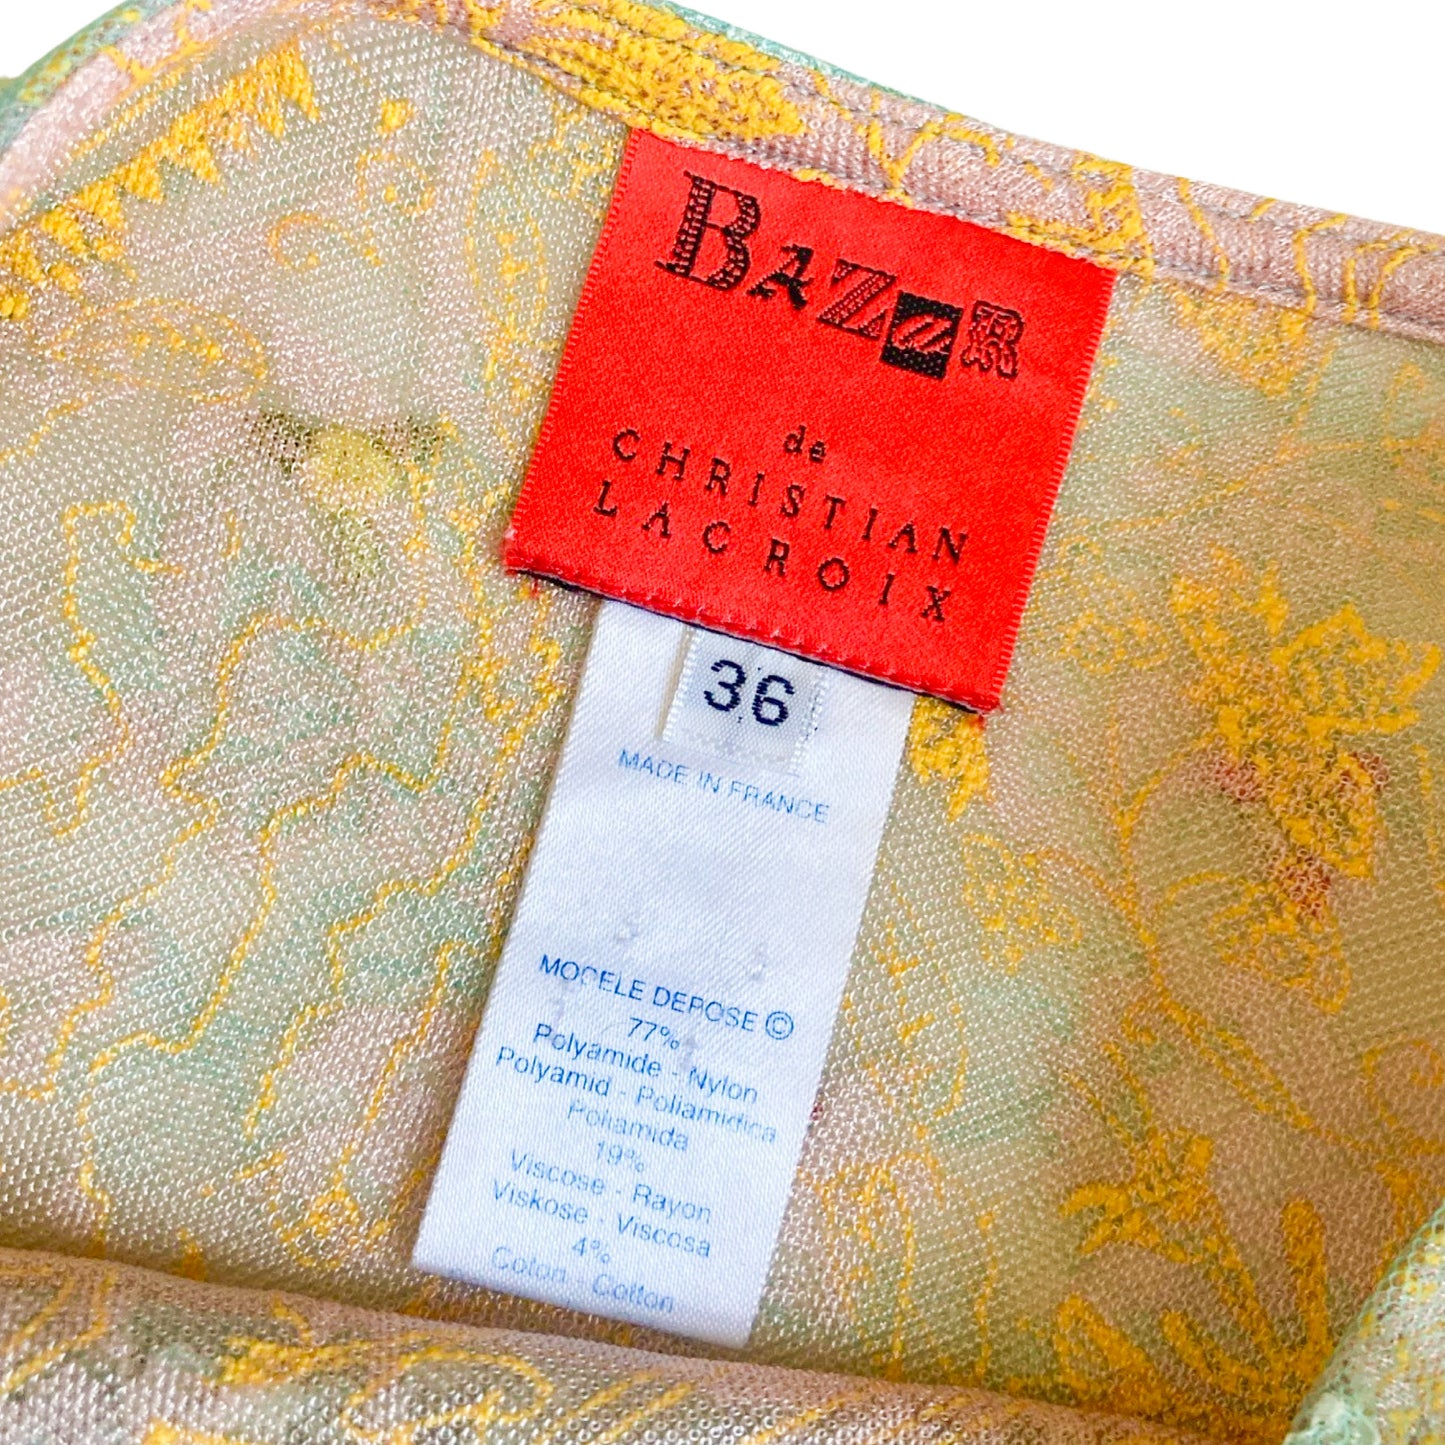 BAZaR
de
CHRISTIAN
LACROIX
36
MADE IN FRANCE
MODELE DEPOSE ©
77%
Polyamide - Nylon
Polyamid - Poliamidica
Poliamida
19%
Viscose - Rayon
Viskose - Viscosa
4%
Coton - Cotton